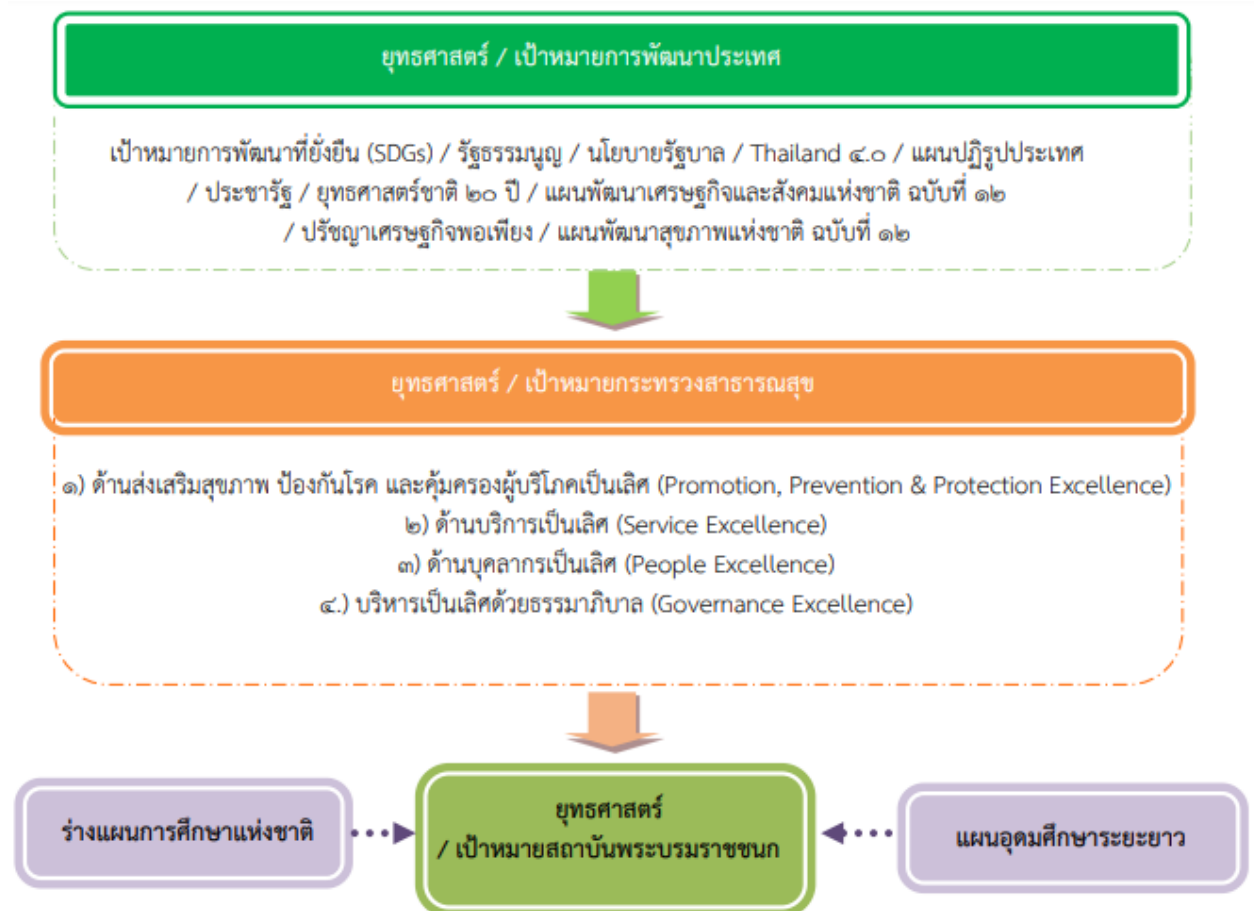 ยุทธศาสตร์ / เป้าหมายการพัฒนาประเทศ
เป้าหมายการพัฒนาที่ยั่งยืน (SDGs) / รัฐธรรมนูญ / นโยบายรัฐบาล / Thailand ๔.๐ / แผนปฏิรูปประเทศ
/ ประชารัฐ / ยุทธศาสตร์ชาติ ๒๐ ปี / แผนพัฒนาเศรษฐกิจและสังคมแห่งชาติ ฉบับที่ ๑๒
/ ปรัชญาเศรษฐกิจพอเพียง / แผนพัฒนาสุขภาพแห่งชาติ ฉบับที่ ๑๒
ยุทธศาสตร์ / เป้าหมายกระทรวงสาธารณสุข
๑) ด้านส่งเสริมสุขภาพ ป้องกันโรค และคุ้มครองผู้บริโภคเป็นเลิศ (Promotion, Prevention & Protection Excellence)
๒) ด้านบริการเป็นเลิศ (Service Excellence)
๓) ด้านบุคลากรเป็นเลิศ (People Excellence)
๔.) บริหารเป็นเลิศด้วยธรรมาภิบาล (Governance Excellence)
ร่างแผนการศึกษาแห่งชาติ
ยุทธศาสตร์
/ เป้าหมายสถาบันพระบรมราชชนก
แผนอุดมศึกษาระยะยาว